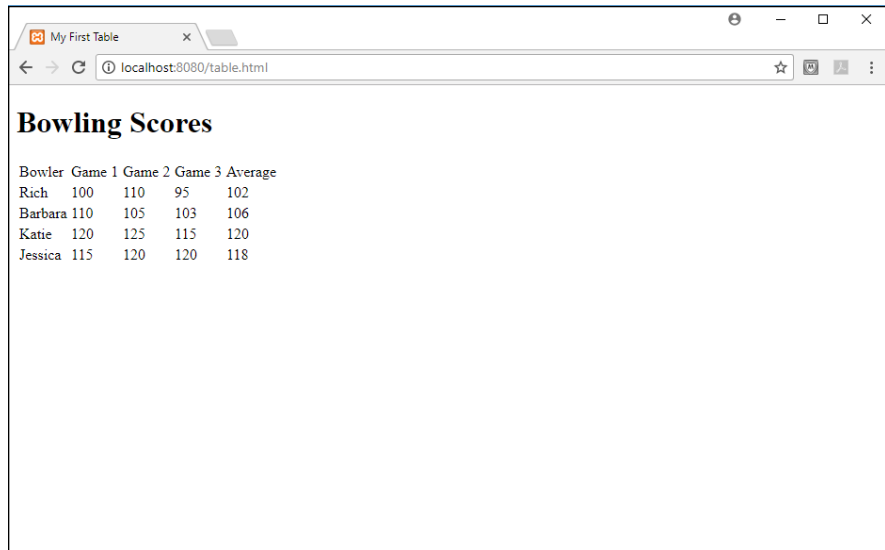 My First Table
localhost:8080/table.html
Bowling Scores
Bowler Game 1 Game 2 Game 3 Average
Rich 100 110 95 102
Barbara 110 105 103 106
Katie 120 125 115 120
Jessica 115 120 120 118